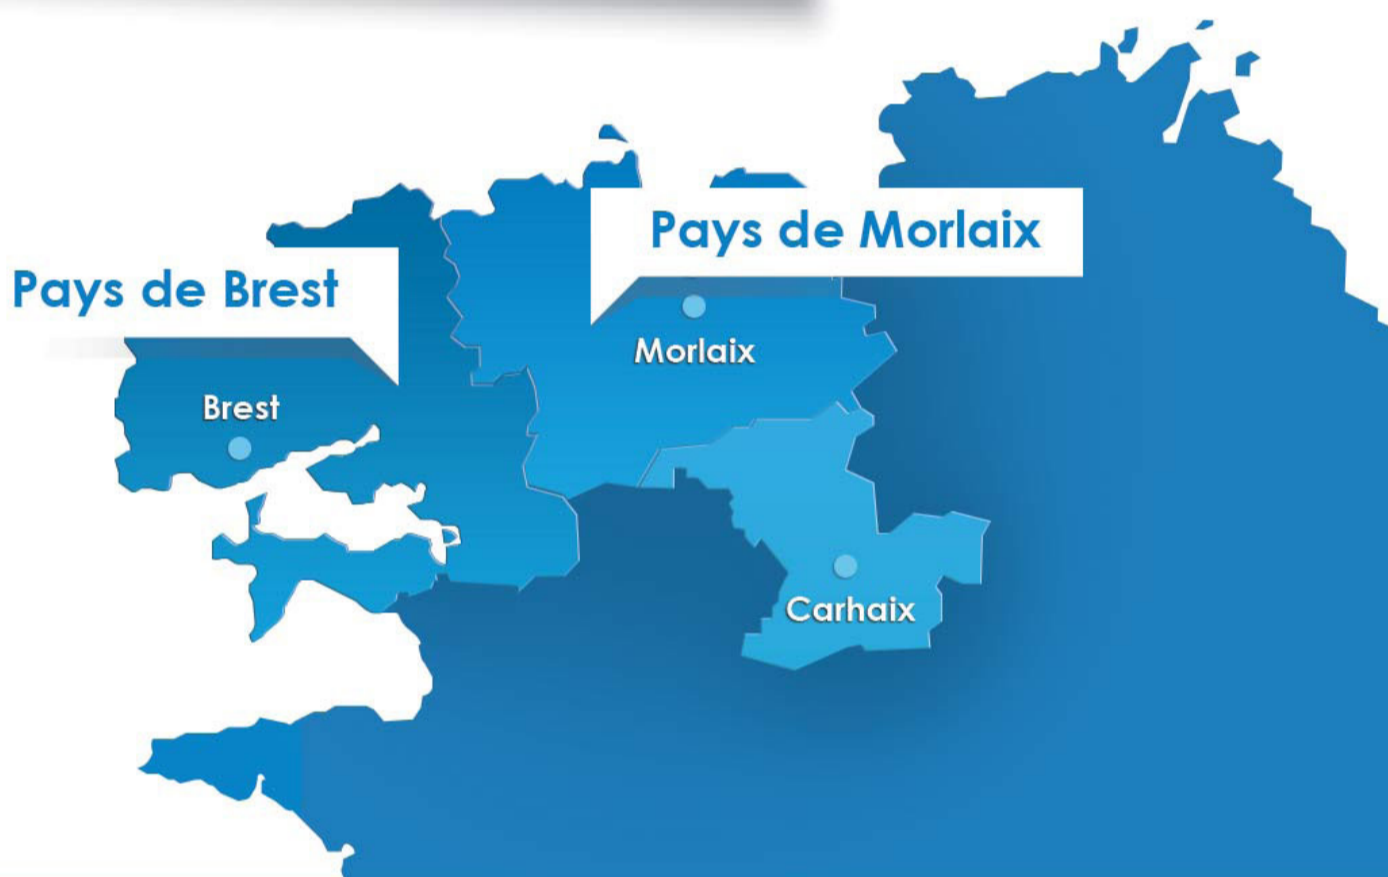 Pays de Morlaix
Pays de Brest
Morlaix
Brest
Carhaix